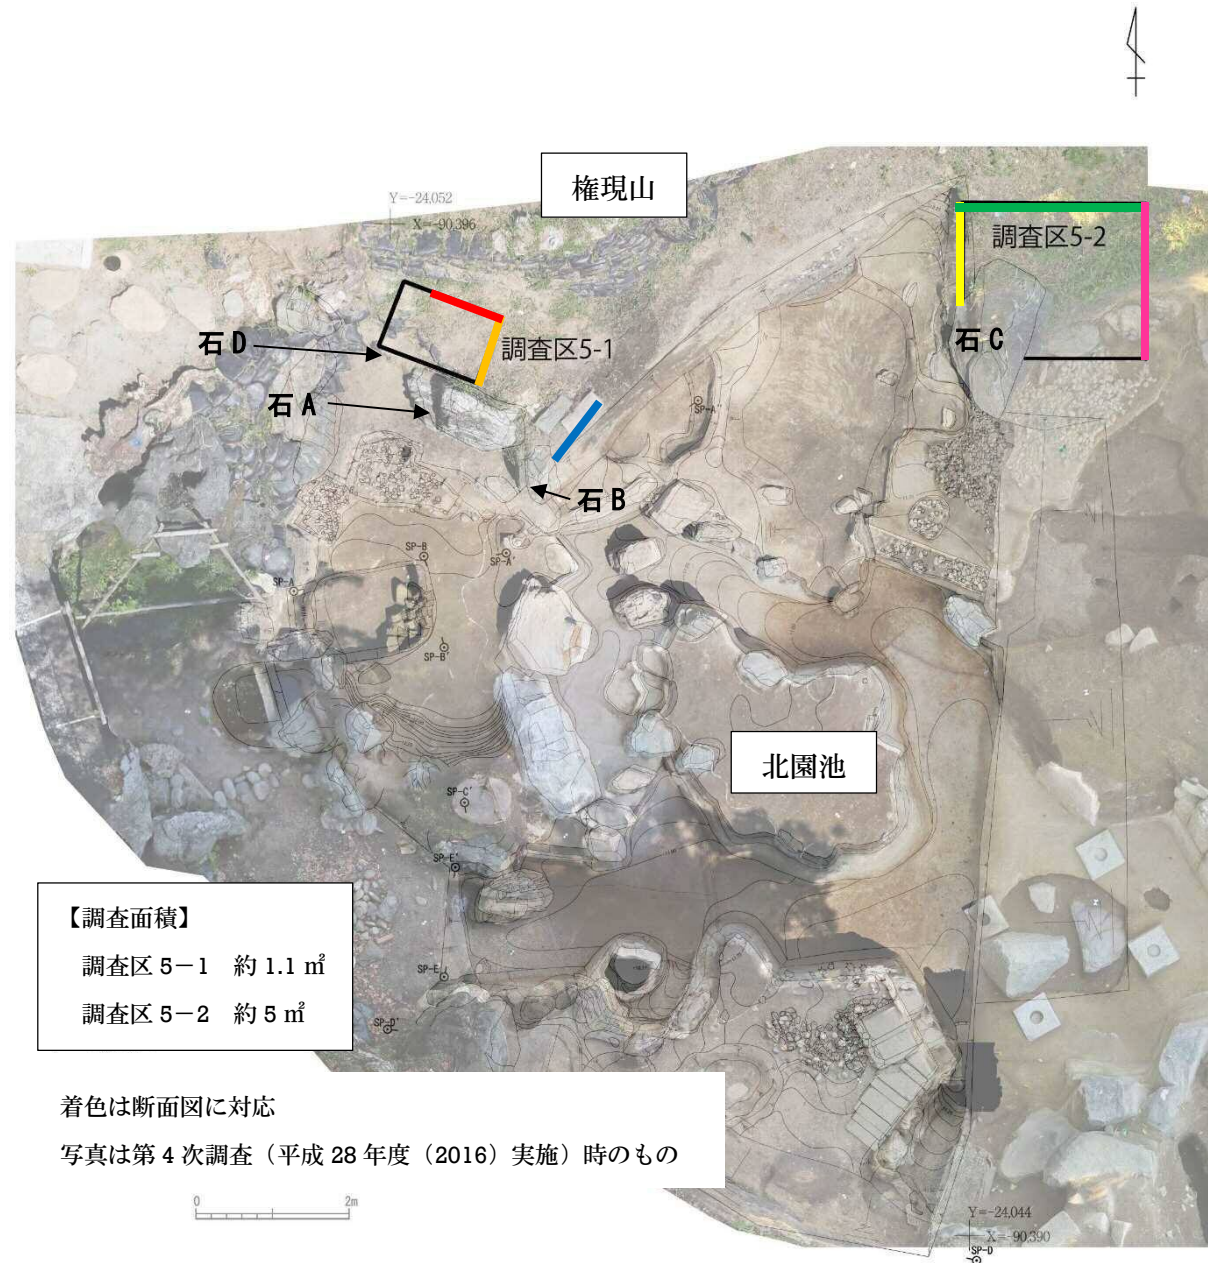 権現山
Y=-24,052
X=-90,396
調査区5-2
石D
調査区5-1
石C
石A
SP-A"
石B
SP-B
SP-A'
SP-A
SP-B'
北園池
SP-C'
SP-E'
【調査面積】
調査区 5−1 約 1.1 ㎡
調査区 5−2 約 5 ㎡
SP-E
SP-D'
着色は断面図に対応
写真は第 4 次調査（平成 28 年度（2016）実施）時のもの
0 2m
Y=-24,044
X=-90,390
SP-D